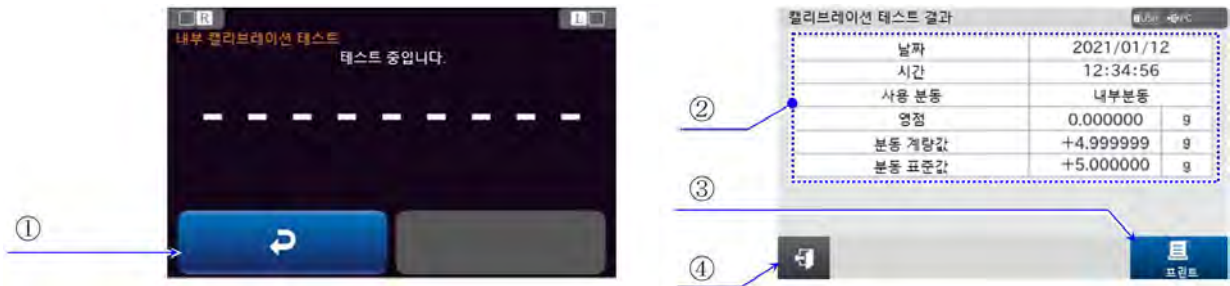 R
L
내부 캘리브레이션 테스트
테스트 중입니다.
①
캘리브레이션 테스트 결과
USB PC
날짜 2021/01/12
시간 12:34:56
사용 분동 내부분동
영점 0.000000 g
분동 계량값 +4.999999 g
분동 표준값 +5.000000 g
②
③
④
프린트